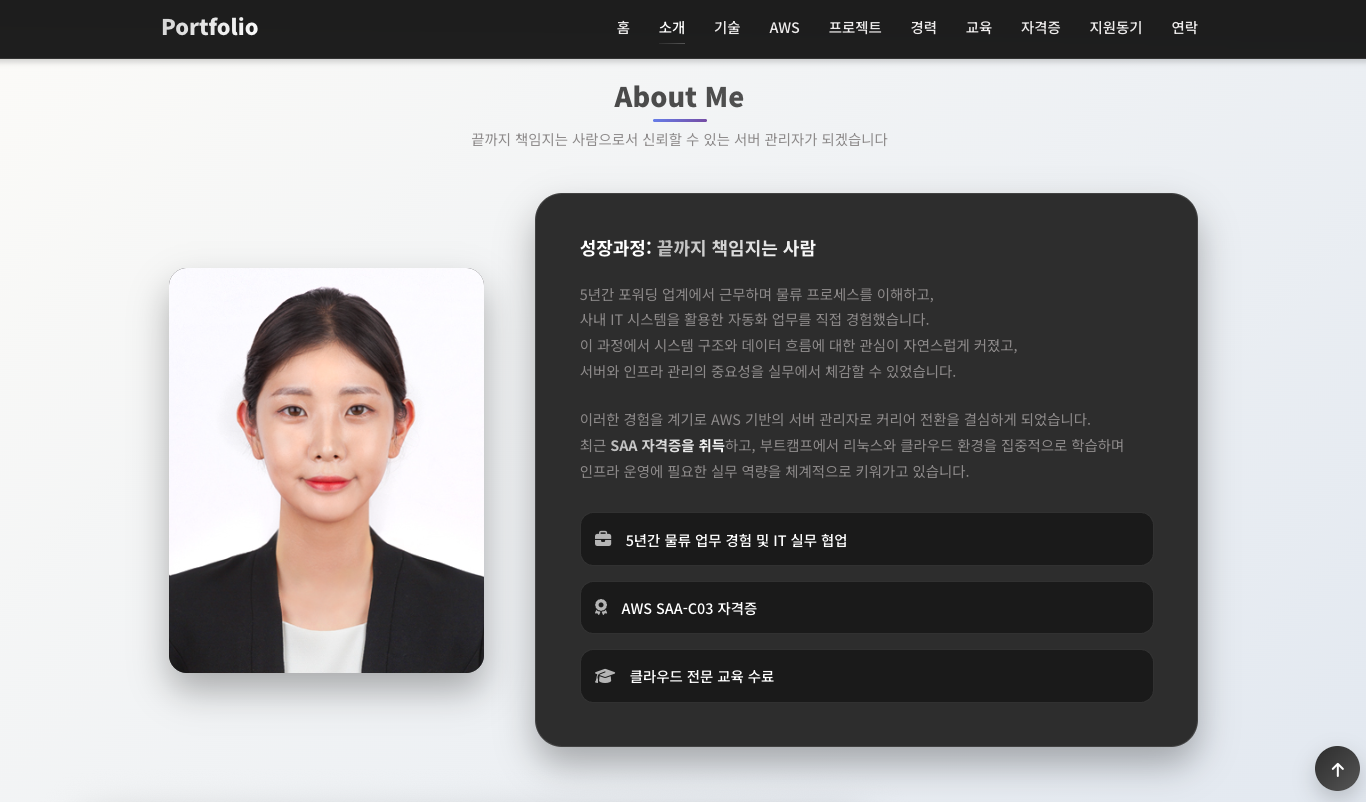 Portfolio
홈 소개 기술 AWS 프로젝트 경력 교육 자격증 지원동기 연락
About Me
끝까지 책임지는 사람으로서 신뢰할 수 있는 서버 관리자가 되겠습니다
성장과정: 끝까지 책임지는 사람
5년간 포워딩 업계에서 근무하며 물류 프로세스를 이해하고,
사내 IT 시스템을 활용한 자동화 업무를 직접 경험했습니다.
이 과정에서 시스템 구조와 데이터 흐름에 대한 관심이 자연스럽게 커졌고,
서버와 인프라 관리의 중요성을 실무에서 체감할 수 있었습니다.
이러한 경험을 계기로 AWS 기반의 서버 관리자로 커리어 전환을 결심하게 되었습니다.
최근 SAA 자격증을 취득하고, 부트캠프에서 리눅스와 클라우드 환경을 집중적으로 학습하며
인프라 운영에 필요한 실무 역량을 체계적으로 키워가고 있습니다.
5년간 물류 업무 경험 및 IT 실무 협업
AWS SAA-C03 자격증
클라우드 전문 교육 수료